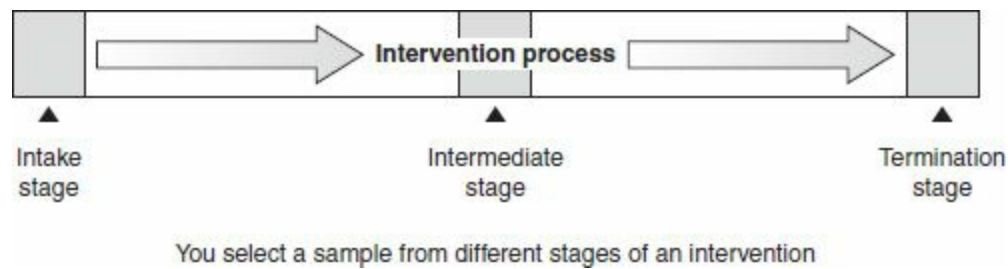 Intervention process
Intake
stage
Intermediate
stage
Termination
stage
You select a sample from different stages of an intervention